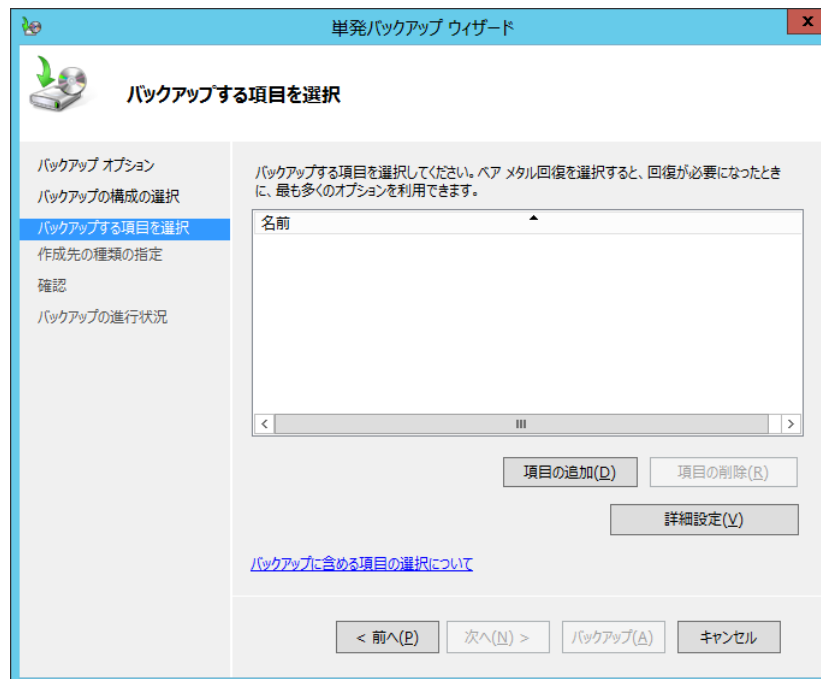 単発バックアップ ウィザード
x
バックアップする項目を選択
バックアップ オプション
バックアップの構成の選択
バックアップする項目を選択
作成先の種類の指定
確認
バックアップの進行状況
バックアップする項目を選択してください。ベア メタル回復を選択すると、回復が必要になったとき
に、最も多くのオプションを利用できます。
名前
項目の追加(D)
項目の削除(R)
詳細設定(V)
バックアップに含める項目の選択について
< 前へ(P)
次へ(N) >
バックアップ(A)
キャンセル